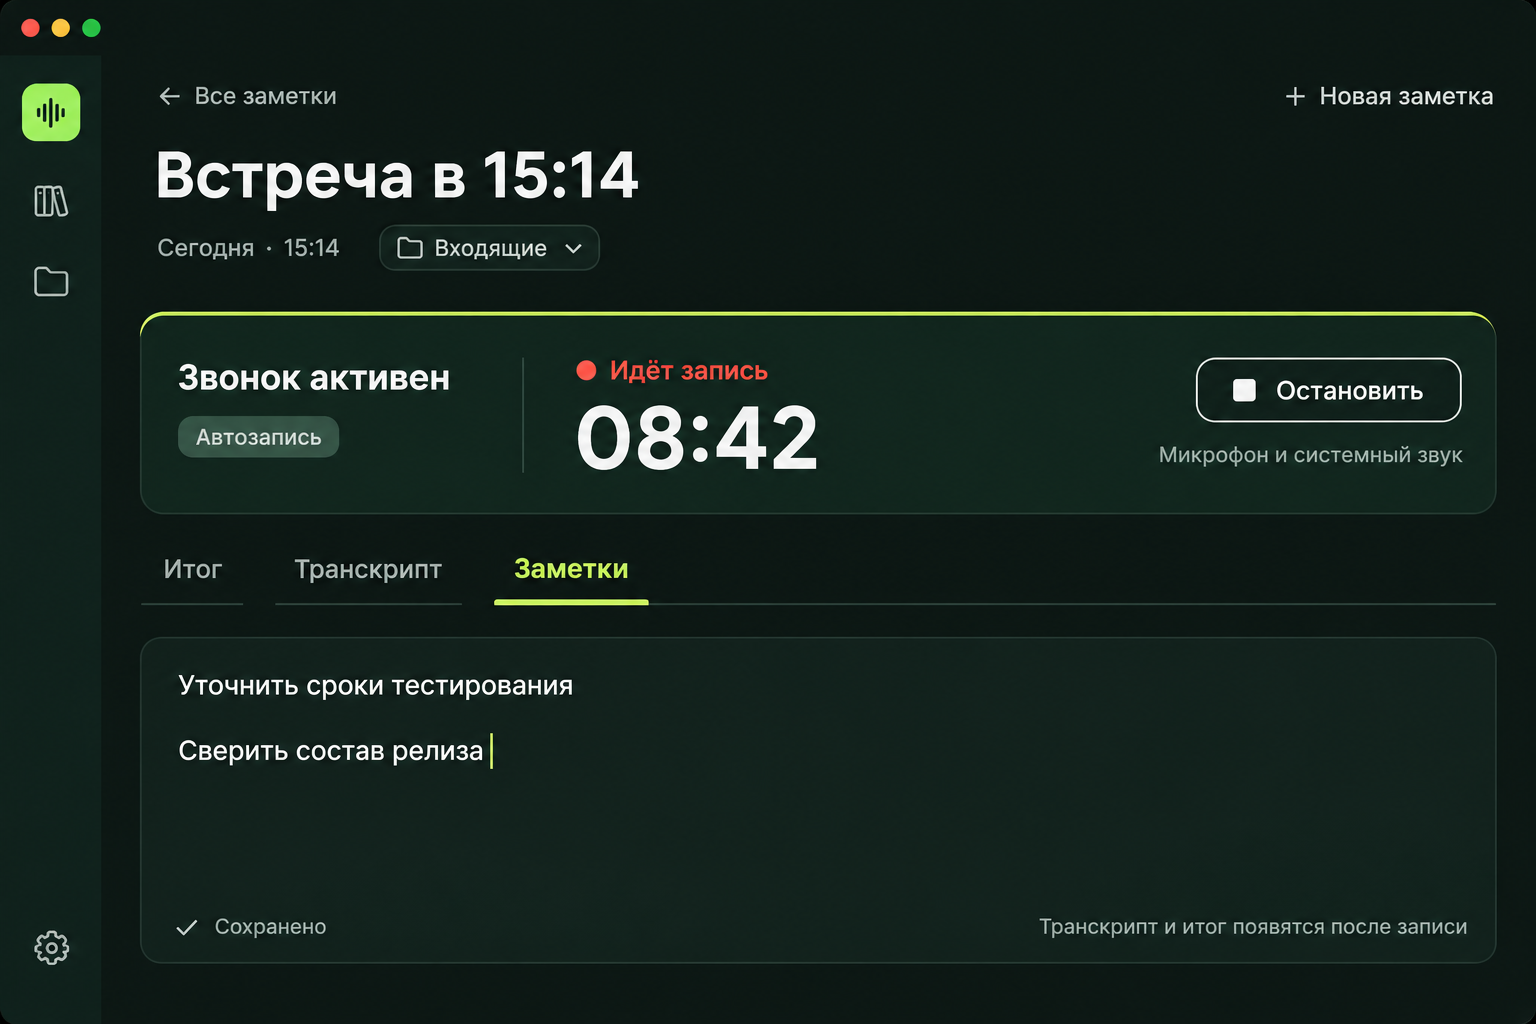 Все заметки
Новая заметка
Встреча в 15:14
Сегодня · 15:14
Входящие
Звонок активен
Автозапись
Идёт запись
08:42
Остановить
Микрофон и системный звук
Итог
Транскрипт
Заметки
Уточнить сроки тестирования
Сверить состав релиза
Сохранено
Транскрипт и итог появятся после записи